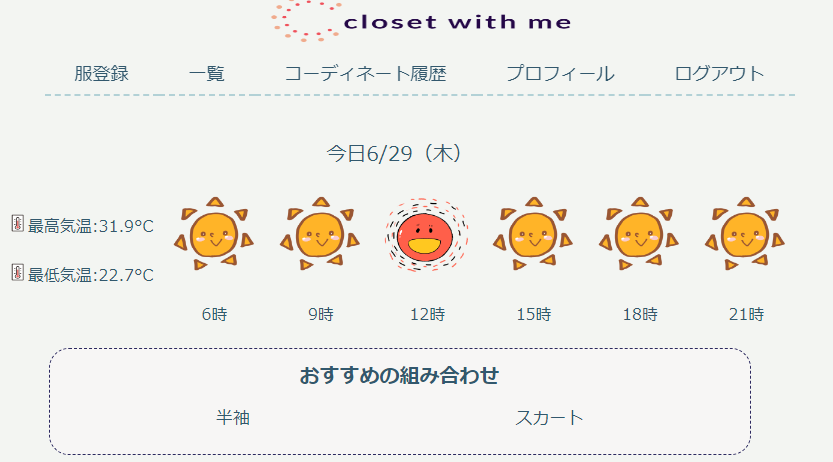 closet with me
服登録 一覧 コーディネート履歴 プロフィール ログアウト
今日6/29（木）
最高気温:31.9°C
最低気温:22.7°C
6時 9時 12時 15時 18時 21時
おすすめの組み合わせ
半袖 スカート